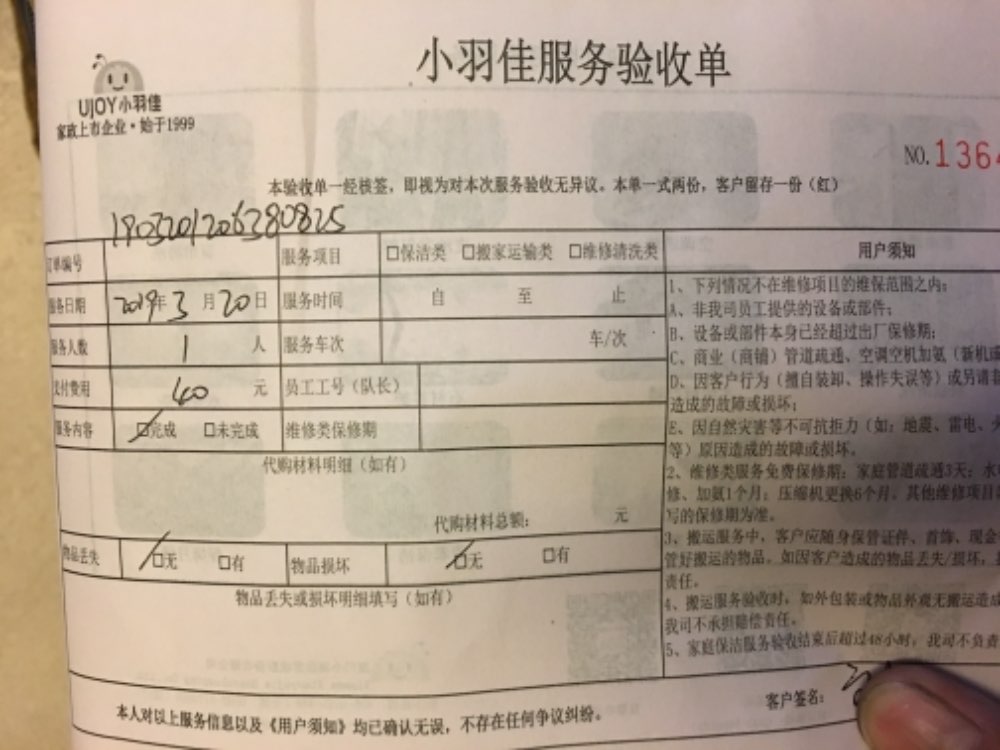 小羽佳服务验收单
UJOY小羽佳
家政上市企业·始于1999
NO.1364
本验收单一经核签，即视为对本次服务验收无异议。本单一式两份，客户留存一份（红）
1903201206380825
订单编号 服务项目 □保洁类 □搬家运输类 □维修清洗类
服务日期 2019年3月20日 服务时间 自 至 止
服务人数 1 人 服务车次 车/次
支付费用 40 元 员工工号（队长）
服务内容 □完成 □未完成 维修类保修期
代购材料明细（如有）
代购材料总额： 元
物品丢失 □无 □有 物品损坏 □无 □有
物品丢失或损坏明细填写（如有）
用户须知
1、下列情况不在维修项目的维保范围之内：
A、非我司员工提供的设备或部件；
B、设备或部件本身已经超过出厂保修期；
C、商业（商铺）管道疏通、空调空机加氨（新机或
D、因客户行为（擅自装卸、操作失误等）或另请非
造成的故障或损坏；
E、因自然灾害等不可抗拒力（如：地震、雷电、火
等）原因造成的故障或损坏。
2、维修类服务免费保修期：家庭管道疏通3天；水
修、加氨1个月；压缩机更换6个月。其他维修项目
写的保修期为准。
3、搬运服务中，客户应随身保管证件、首饰、现金
管好搬运的物品，如因客户造成的物品丢失/损坏，
责任。
4、搬运服务验收时，如外包装或物品外观无搬运造成
我司不承担赔偿责任。
5、家庭保洁服务验收结束后超过48小时，我司不负责
客户签名：
本人对以上服务信息以及《用户须知》均已确认无误，不存在任何争议纠纷。